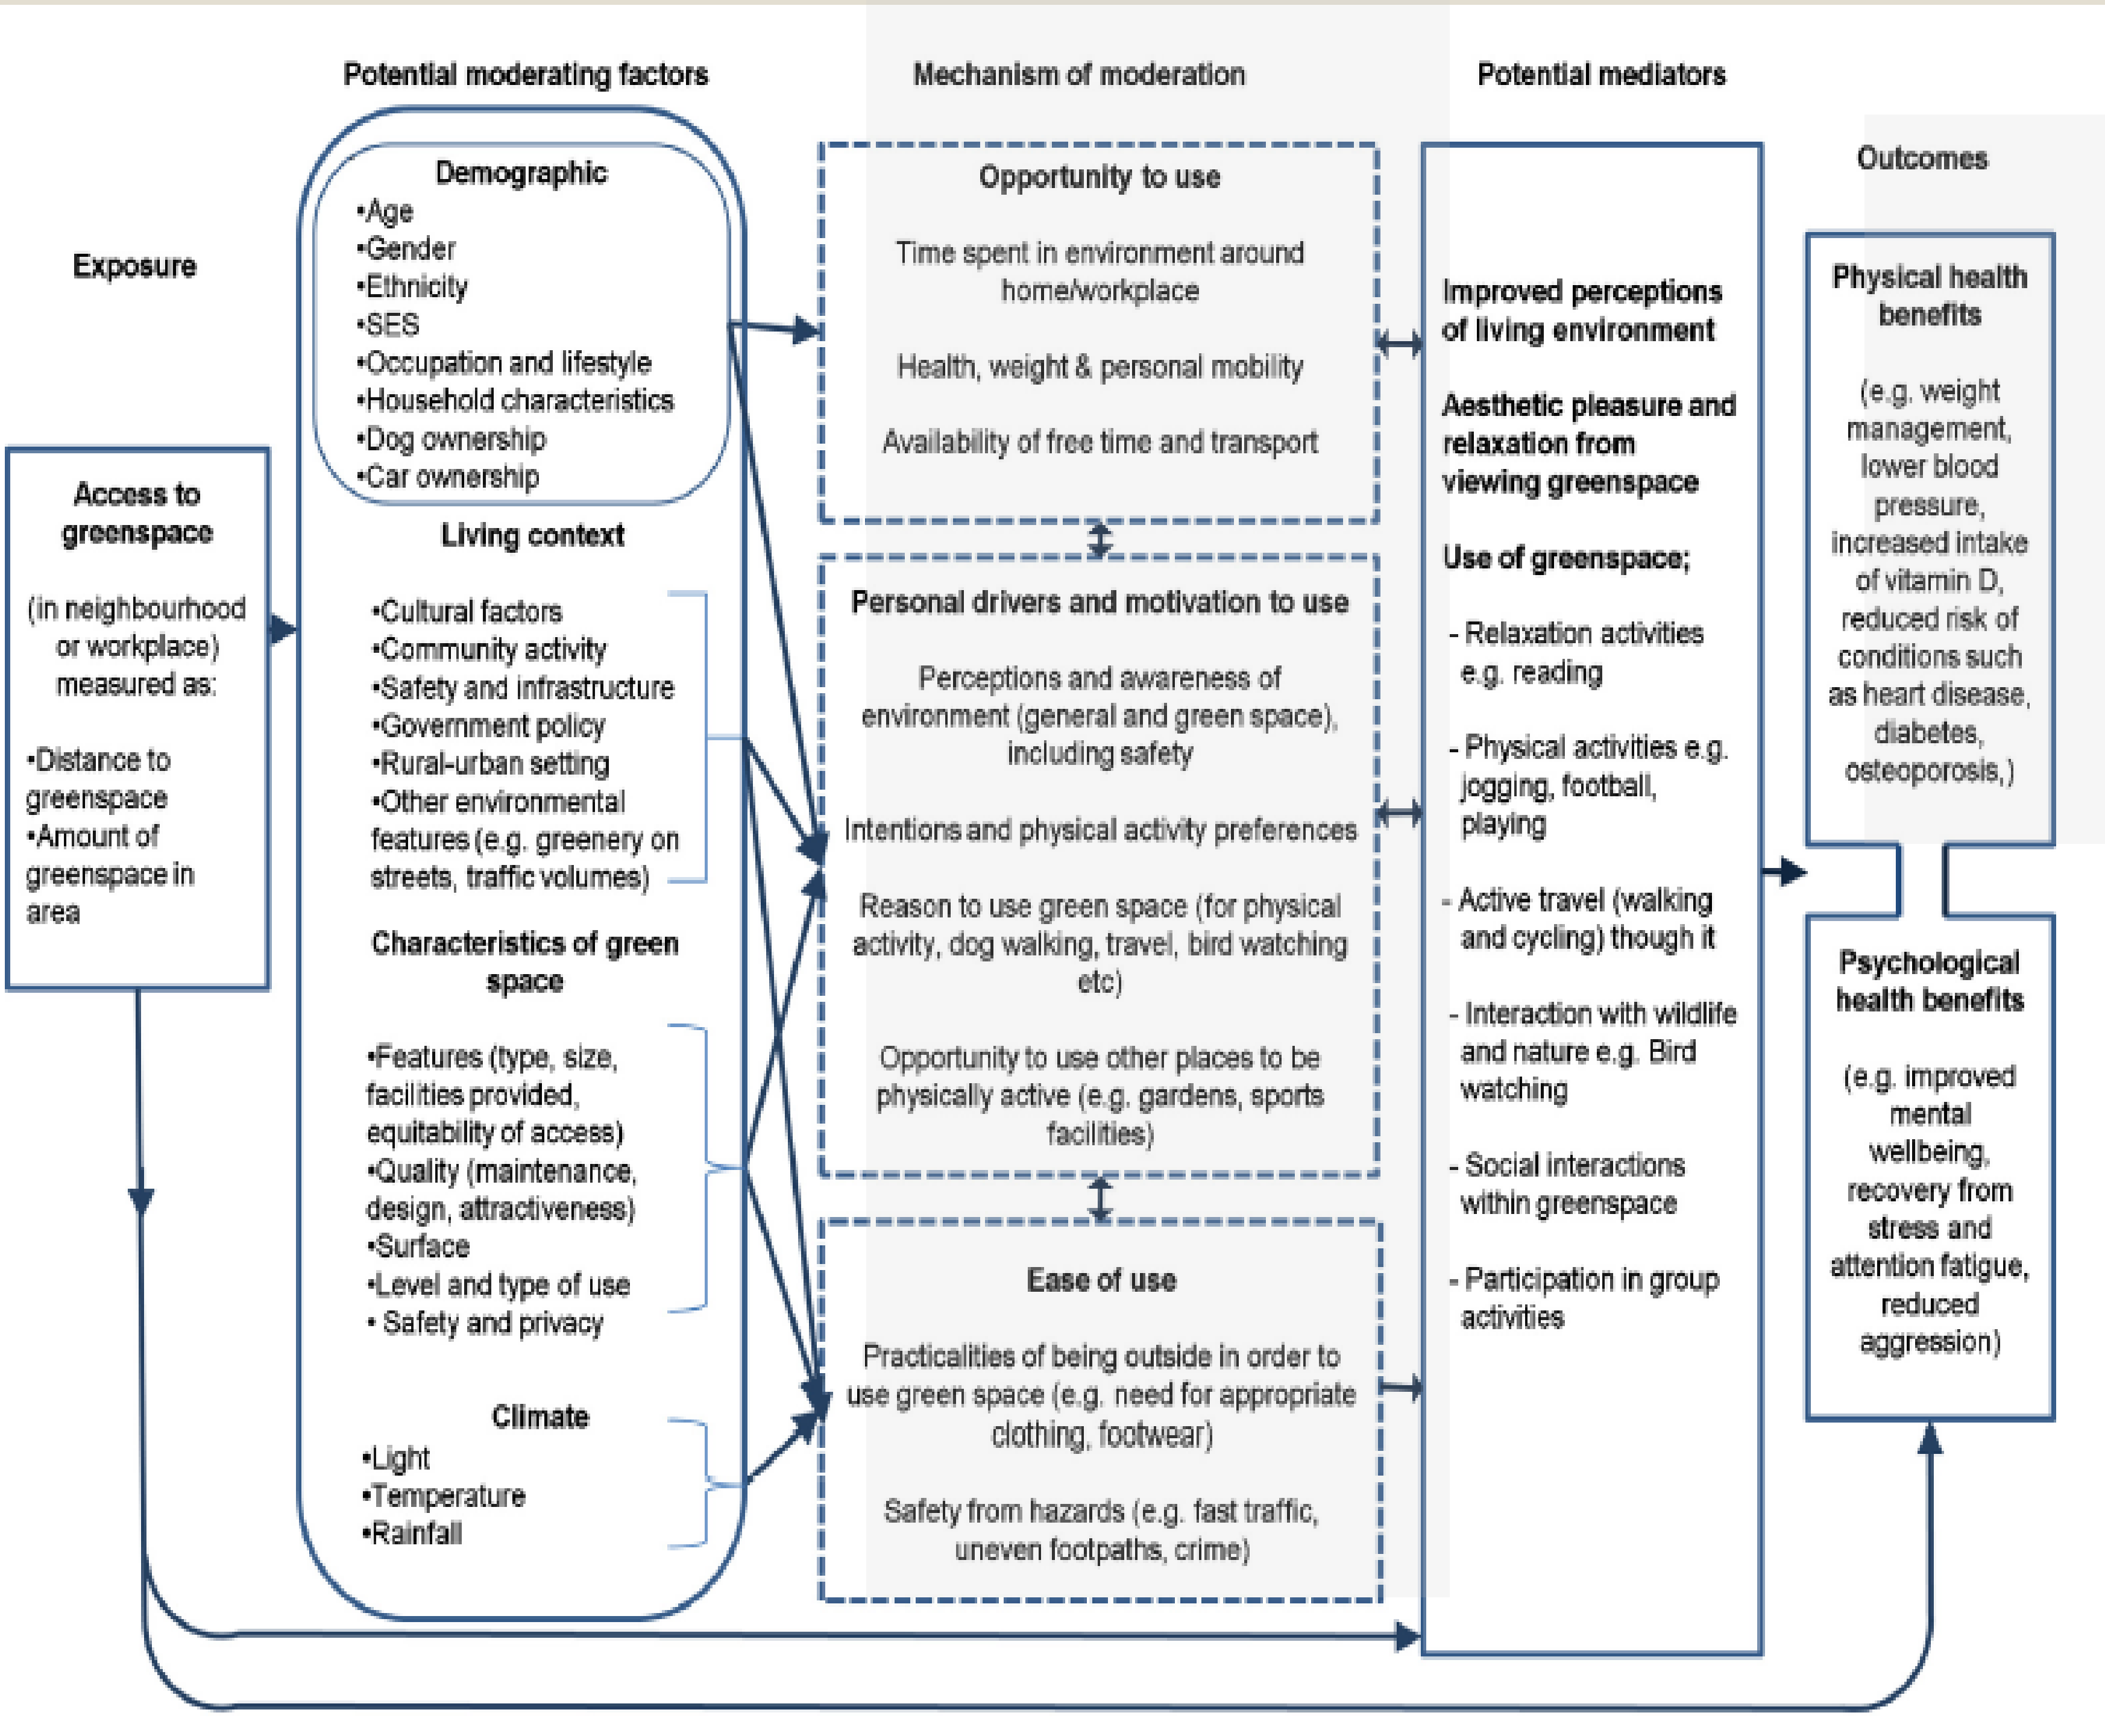 Potential moderating factors
Mechanism of moderation
Potential mediators
Outcomes
Exposure
Access to
greenspace
(in neighbourhood
or workplace)
measured as:
•Distance to
greenspace
•Amount of
greenspace in
area
Demographic
•Age
•Gender
•Ethnicity
•SES
•Occupation and lifestyle
•Household characteristics
•Dog ownership
•Car ownership
Living context
•Cultural factors
•Community activity
•Safety and infrastructure
•Government policy
•Rural-urban setting
•Other environmental
features (e.g. greenery on
streets, traffic volumes)
Characteristics of green
space
•Features (type, size,
facilities provided,
equitability of access)
•Quality (maintenance,
design, attractiveness)
•Surface
•Level and type of use
• Safety and privacy
Climate
•Light
•Temperature
•Rainfall
Opportunity to use
Time spent in environment around
home/workplace
Health, weight & personal mobility
Availability of free time and transport
Personal drivers and motivation to use
Perceptions and awareness of
environment (general and green space),
including safety
Intentions and physical activity preferences
Reason to use green space (for physical
activity, dog walking, travel, bird watching
etc)
Opportunity to use other places to be
physically active (e.g. gardens, sports
facilities)
Ease of use
Practicalities of being outside in order to
use green space (e.g. need for appropriate
clothing, footwear)
Safety from hazards (e.g. fast traffic,
uneven footpaths, crime)
Improved perceptions
of living environment
Aesthetic pleasure and
relaxation from
viewing greenspace
Use of greenspace;
- Relaxation activities
e.g. reading
- Physical activities e.g.
jogging, football,
playing
- Active travel (walking
and cycling) though it
- Interaction with wildlife
and nature e.g. Bird
watching
- Social interactions
within greenspace
- Participation in group
activities
Physical health
benefits
(e.g. weight
management,
lower blood
pressure,
increased intake
of vitamin D,
reduced risk of
conditions such
as heart disease,
diabetes,
osteoporosis,)
Psychological
health benefits
(e.g. improved
mental
wellbeing,
recovery from
stress and
attention fatigue,
reduced
aggression)